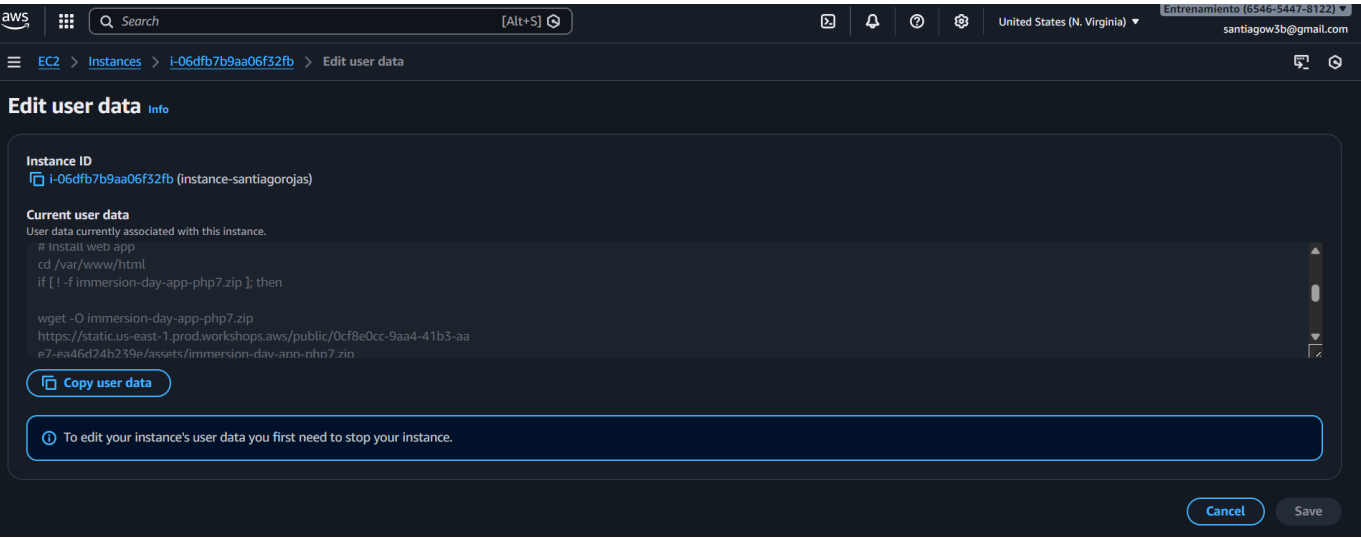 aws
Search [Alt+S]
United States (N. Virginia)
Entrenamiento (6546-5447-8122)
santiagow3b@gmail.com
EC2 > Instances > i-06dfb7b9aa06f32fb > Edit user data
Edit user data Info
Instance ID
i-06dfb7b9aa06f32fb (instance-santiagorojas)
Current user data
User data currently associated with this instance.
# Install web app
cd /var/www/html
if [ ! -f immersion-day-app-php7.zip ]; then
wget -O immersion-day-app-php7.zip
https://static.us-east-1.prod.workshops.aws/public/0cf8e0cc-9aa4-41b3-aa
e7-ea46d24b239e/assets/immersion-day-app-php7.zip
Copy user data
To edit your instance's user data you first need to stop your instance.
Cancel
Save